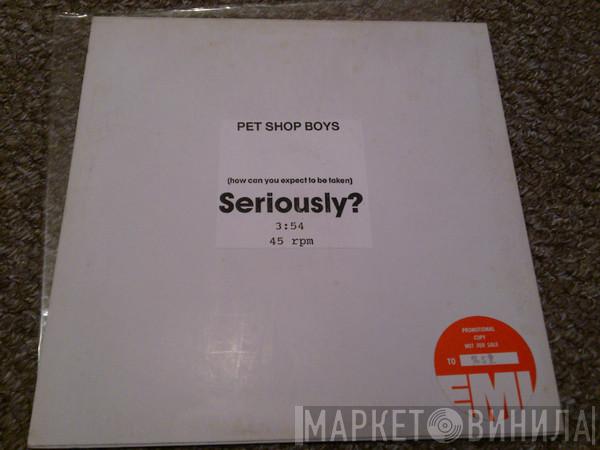 PET SHOP BOYS
(how can you expect to be taken)
Seriously?
3:54
45 rpm
PROMOTIONAL
COPY
NOT FOR SALE
TO
EMI
МАРКЕТ ВИНИЛА